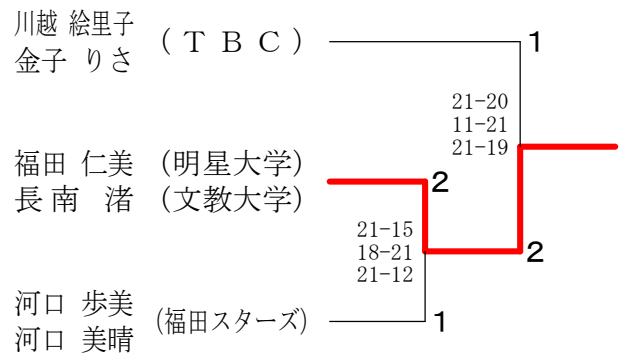 川越 絵里子
金子 りさ
(TBC)
1
21-20
11-21
21-19
福田 仁美 (明星大学)
長南 渚 (文教大学)
2
21-15
18-21
21-12
2
河口 歩美
河口 美晴
(福田スターズ)
1